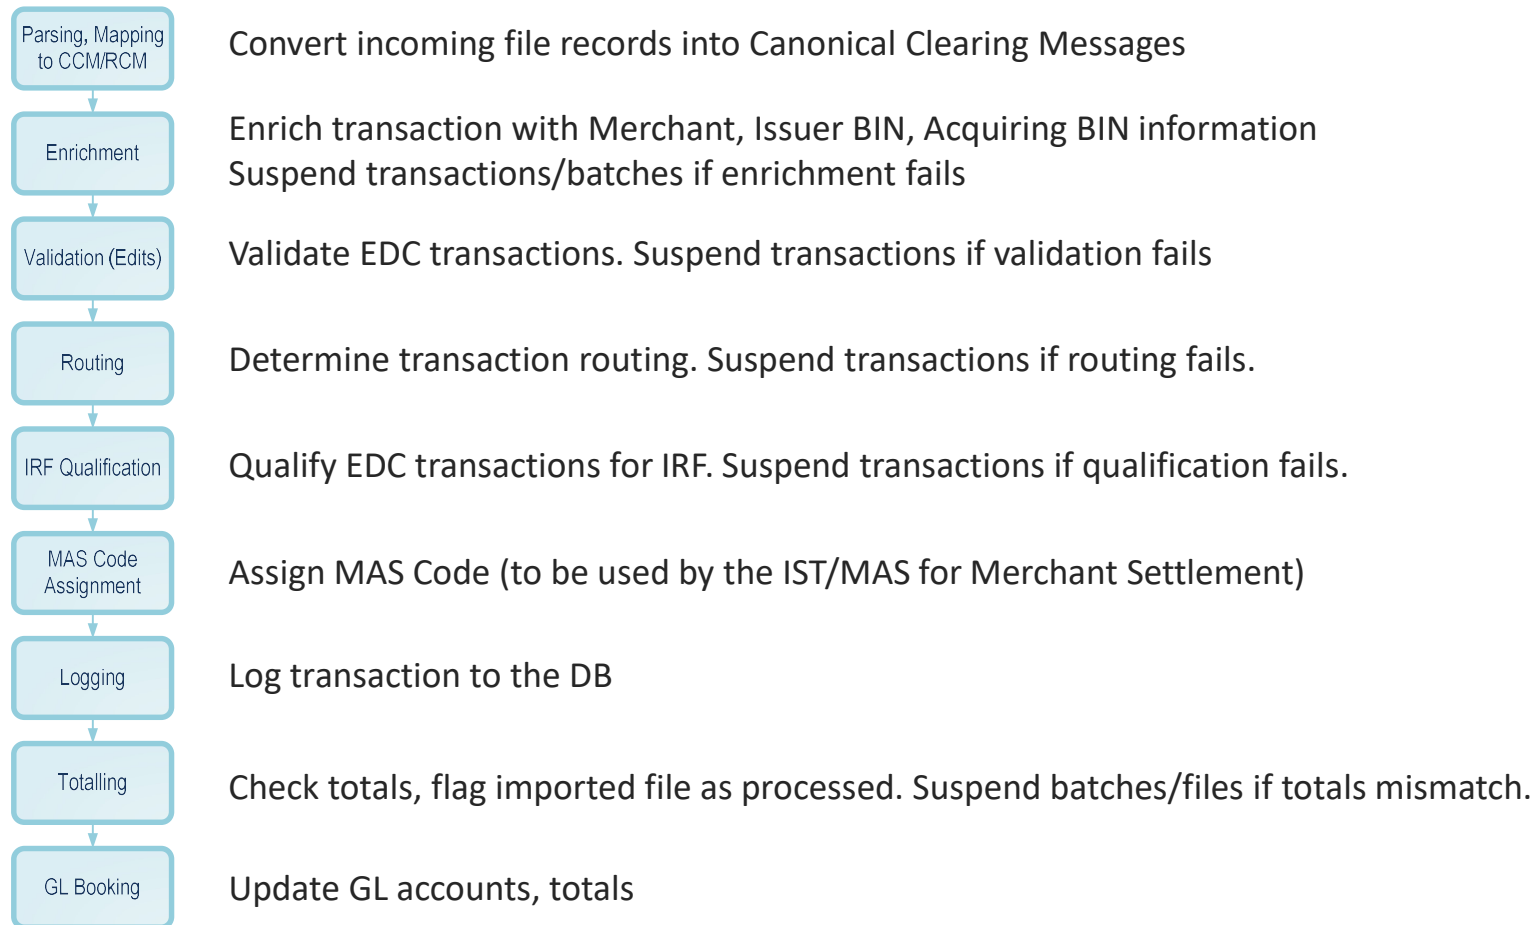 Parsing, Mapping
to CCM/RCM
Convert incoming file records into Canonical Clearing Messages
Enrichment
Enrich transaction with Merchant, Issuer BIN, Acquiring BIN information
Suspend transactions/batches if enrichment fails
Validation (Edits)
Validate EDC transactions. Suspend transactions if validation fails
Routing
Determine transaction routing. Suspend transactions if routing fails.
IRF Qualification
Qualify EDC transactions for IRF. Suspend transactions if qualification fails.
MAS Code
Assignment
Assign MAS Code (to be used by the IST/MAS for Merchant Settlement)
Logging
Log transaction to the DB
Totalling
Check totals, flag imported file as processed. Suspend batches/files if totals mismatch.
GL Booking
Update GL accounts, totals